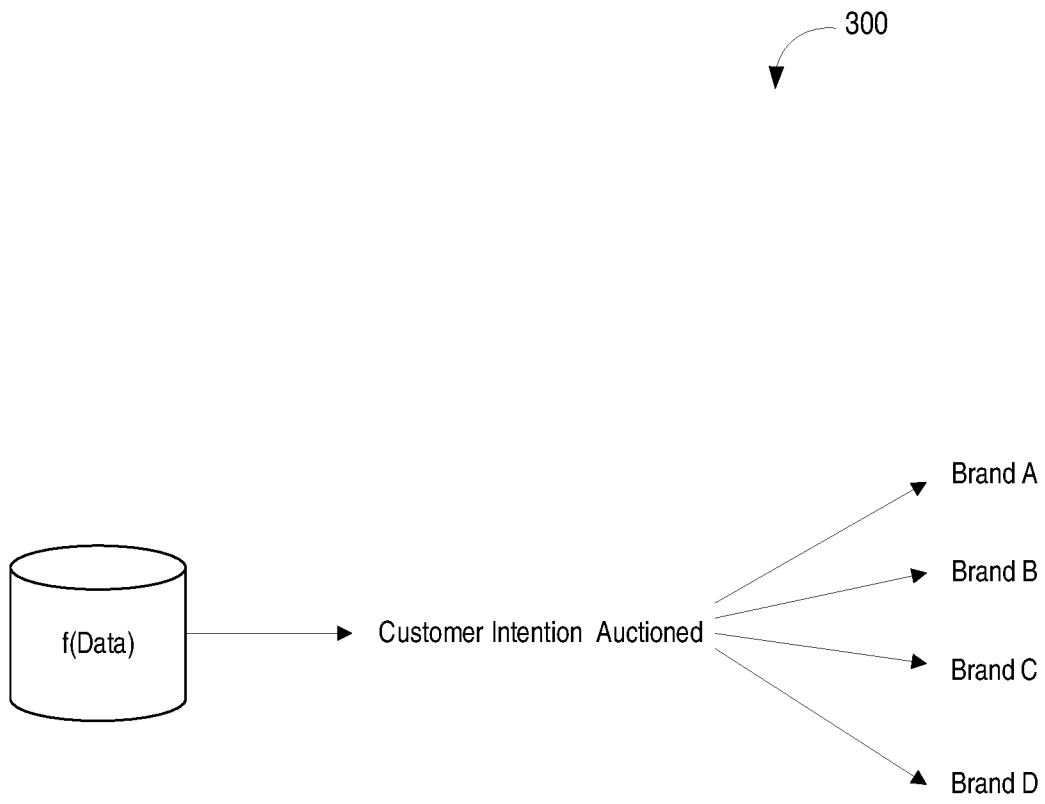 300
Brand A
Brand B
f(Data)
Customer Intention Auctioned
Brand C
Brand D